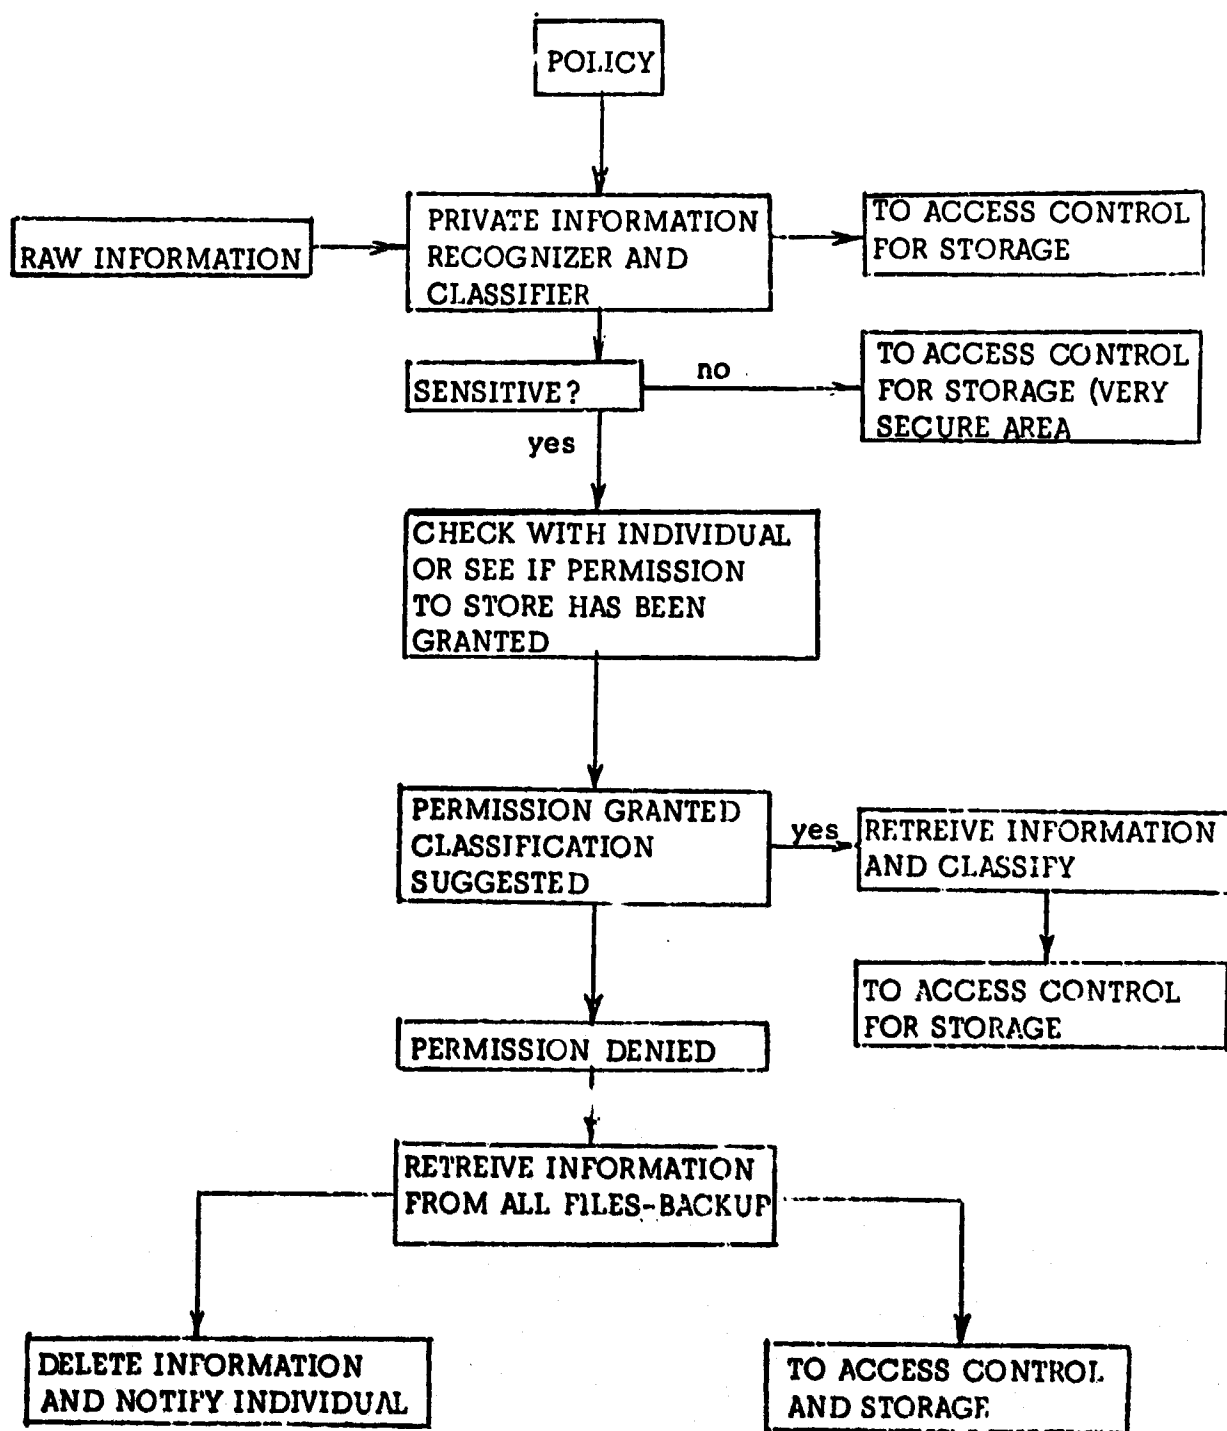 POLICY
RAW INFORMATION
PRIVATE INFORMATION
RECOGNIZER AND
CLASSIFIER
TO ACCESS CONTROL
FOR STORAGE
SENSITIVE?
no
TO ACCESS CONTROL
FOR STORAGE (VERY
SECURE AREA
yes
CHECK WITH INDIVIDUAL
OR SEE IF PERMISSION
TO STORE HAS BEEN
GRANTED
PERMISSION GRANTED
CLASSIFICATION
SUGGESTED
yes
RETREIVE INFORMATION
AND CLASSIFY
TO ACCESS CONTROL
FOR STORAGE
PERMISSION DENIED
RETREIVE INFORMATION
FROM ALL FILES-BACKUP
DELETE INFORMATION
AND NOTIFY INDIVIDUAL
TO ACCESS CONTROL
AND STORAGE